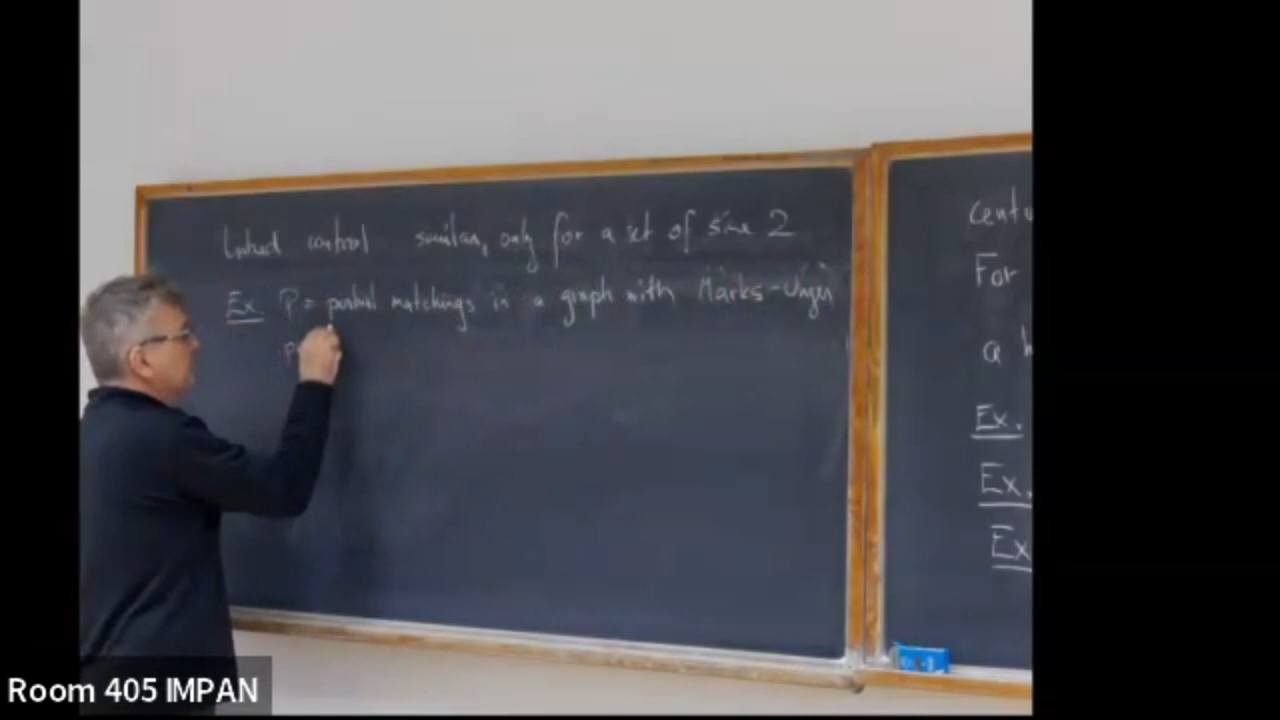 Linked control similar, only for a set of size 2
Ex. P = partial matchings in a graph with Marks-Unger
P
Centu
For
a h
Ex.
Ex.
Ex
Room 405 IMPAN